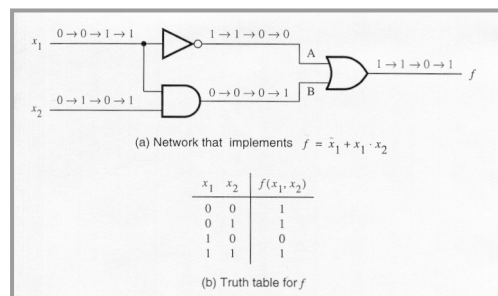 x1 0→0→1→1 1→1→0→0
A
1→1→0→1 f
B
x2 0→1→0→1 0→0→0→1
(a) Network that implements f = x̄1 + x1 · x2
x1 x2 f(x1, x2)
0 0 1
0 1 1
1 0 0
1 1 1
(b) Truth table for f